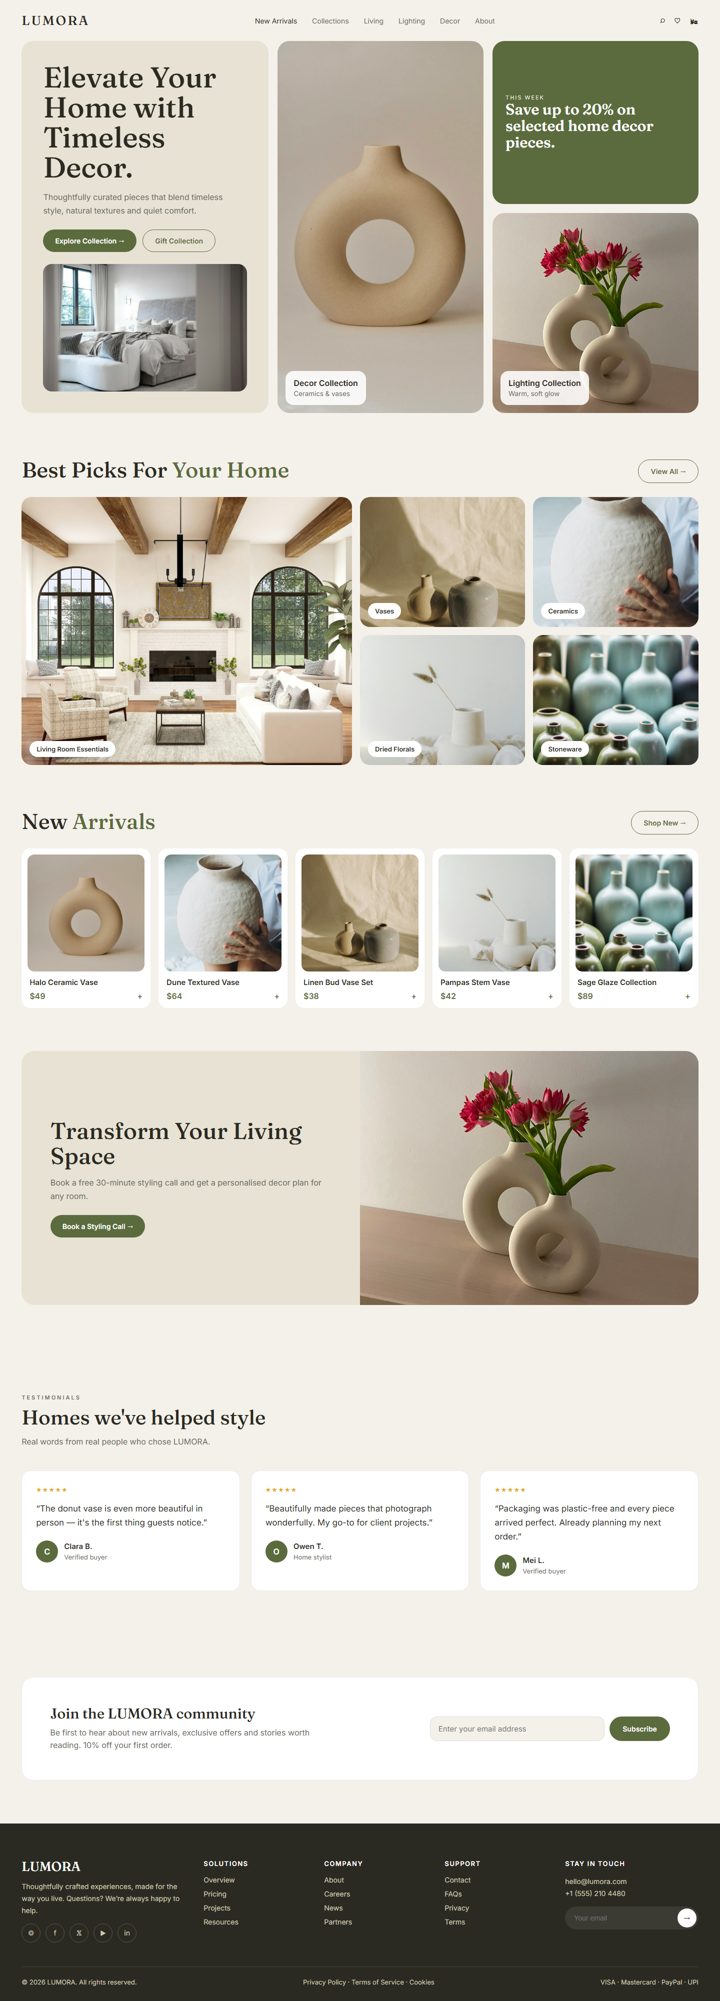 LUMORA
New Arrivals
Collections
Living
Lighting
Decor
About
Elevate Your
Home with
Timeless
Decor.
Thoughtfully curated pieces that blend timeless
style, natural textures and quiet comfort.
Explore Collection →
Gift Collection
Decor Collection
Ceramics & vases
THIS WEEK
Save up to 20% on
selected home decor
pieces.
Lighting Collection
Warm, soft glow
Best Picks For Your Home
View All →
Living Room Essentials
Vases
Ceramics
Dried Florals
Stoneware
New Arrivals
Shop New →
Halo Ceramic Vase
$49 +
Dune Textured Vase
$64 +
Linen Bud Vase Set
$38 +
Pampas Stem Vase
$42 +
Sage Glaze Collection
$89 +
Transform Your Living
Space
Book a free 30-minute styling call and get a personalised decor plan for
any room.
Book a Styling Call →
TESTIMONIALS
Homes we've helped style
Real words from real people who chose LUMORA.
★★★★★
“The donut vase is even more beautiful in
person — it's the first thing guests notice.”
C
Clara B.
Verified buyer
★★★★★
“Beautifully made pieces that photograph
wonderfully. My go-to for client projects.”
O
Owen T.
Home stylist
★★★★★
“Packaging was plastic-free and every piece
arrived perfect. Already planning my next
order.”
M
Mei L.
Verified buyer
Join the LUMORA community
Be first to hear about new arrivals, exclusive offers and stories worth
reading. 10% off your first order.
Enter your email address
Subscribe
LUMORA
Thoughtfully crafted experiences, made for the
way you live. Questions? We're always happy to
help.
f
𝕏
▶
in
SOLUTIONS
Overview
Pricing
Projects
Resources
COMPANY
About
Careers
News
Partners
SUPPORT
Contact
FAQs
Privacy
Terms
STAY IN TOUCH
hello@lumora.com
+1 (555) 210 4480
Your email
→
© 2026 LUMORA. All rights reserved.
Privacy Policy · Terms of Service · Cookies
VISA · Mastercard · PayPal · UPI